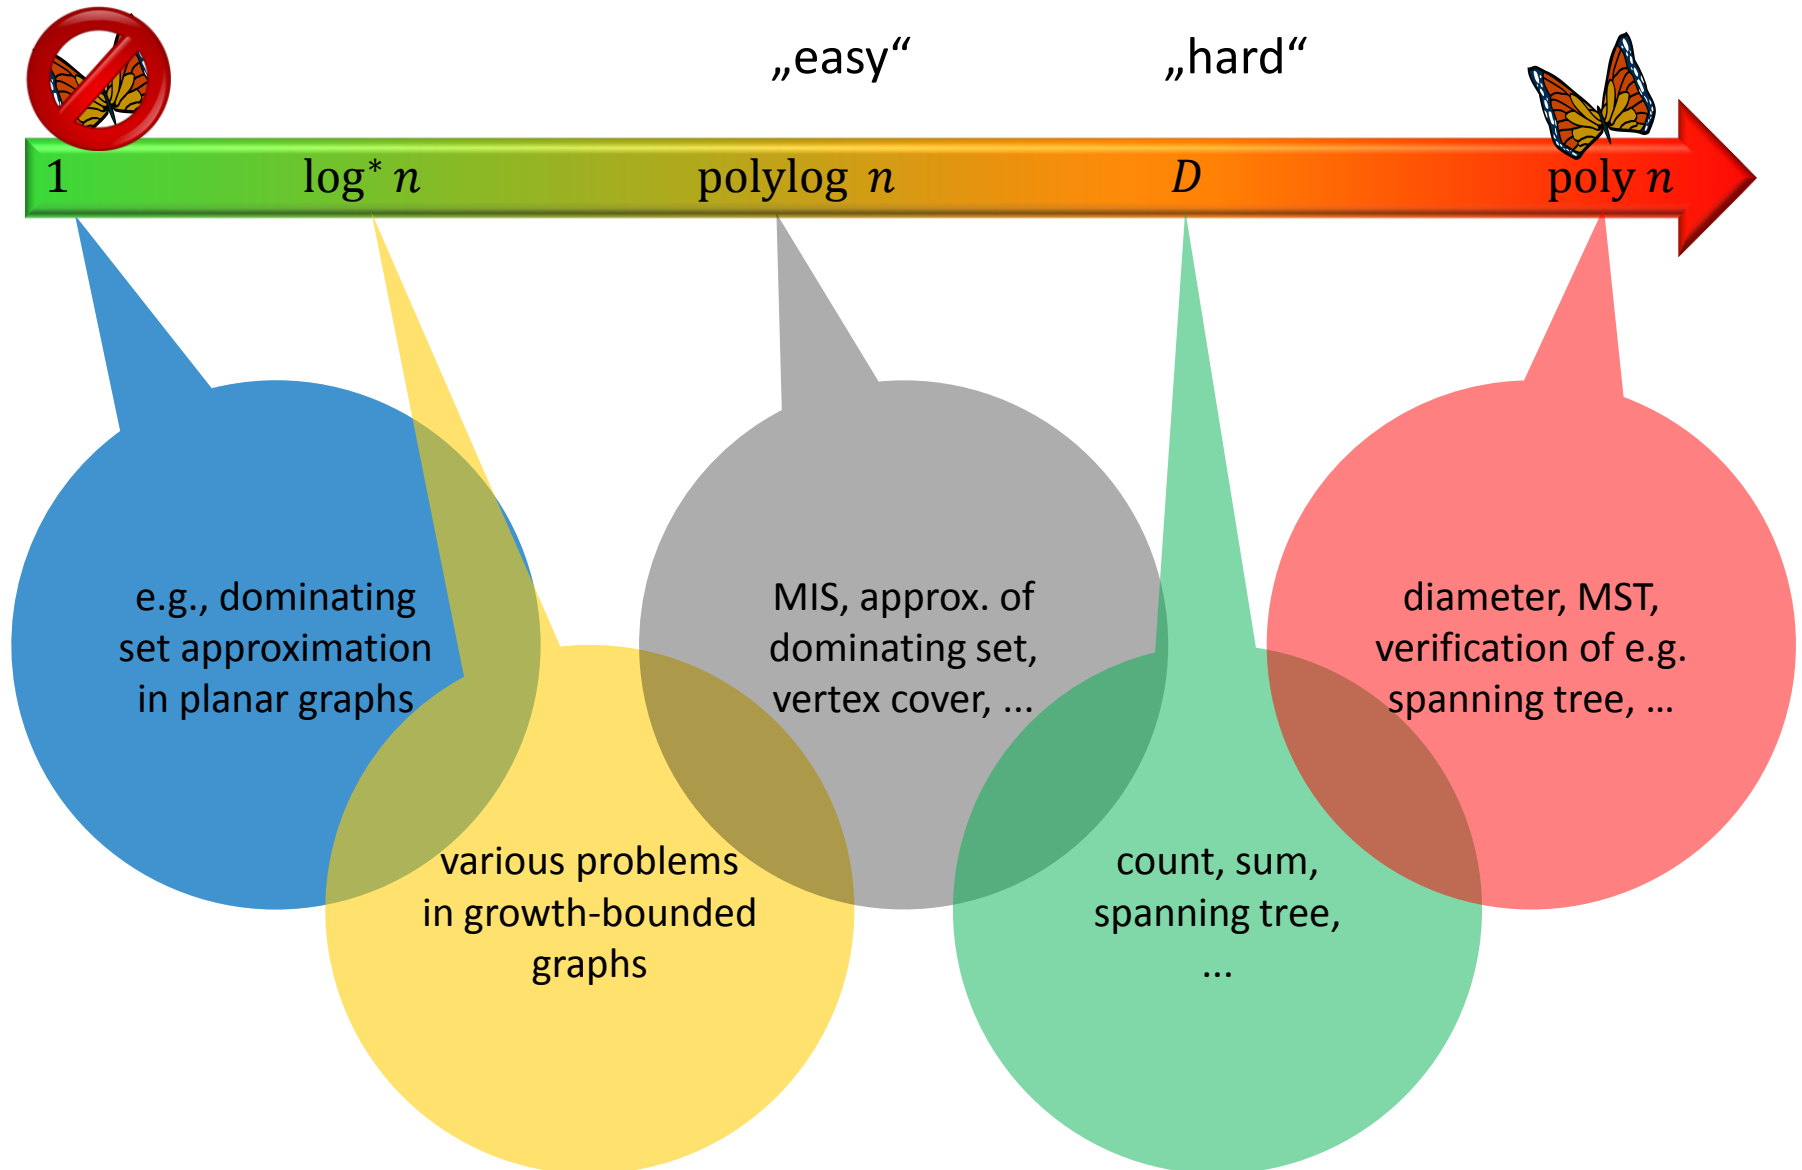 „easy“
„hard“
1
log* n
polylog n
D
poly n
e.g., dominating
set approximation
in planar graphs
various problems
in growth-bounded
graphs
MIS, approx. of
dominating set,
vertex cover, ...
count, sum,
spanning tree,
...
diameter, MST,
verification of e.g.
spanning tree, …